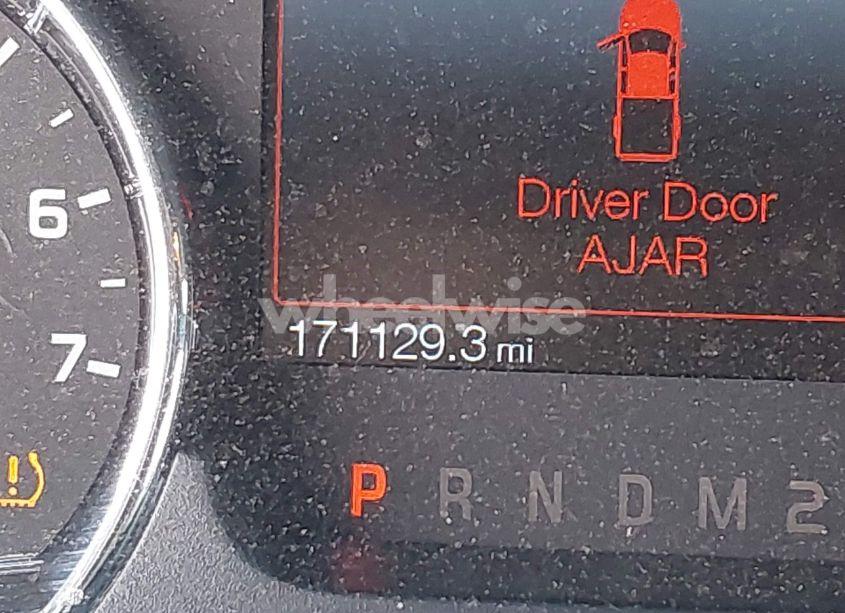 6
7
Driver Door
AJAR
wheelwise
171129.3 mi
P R N D M 2